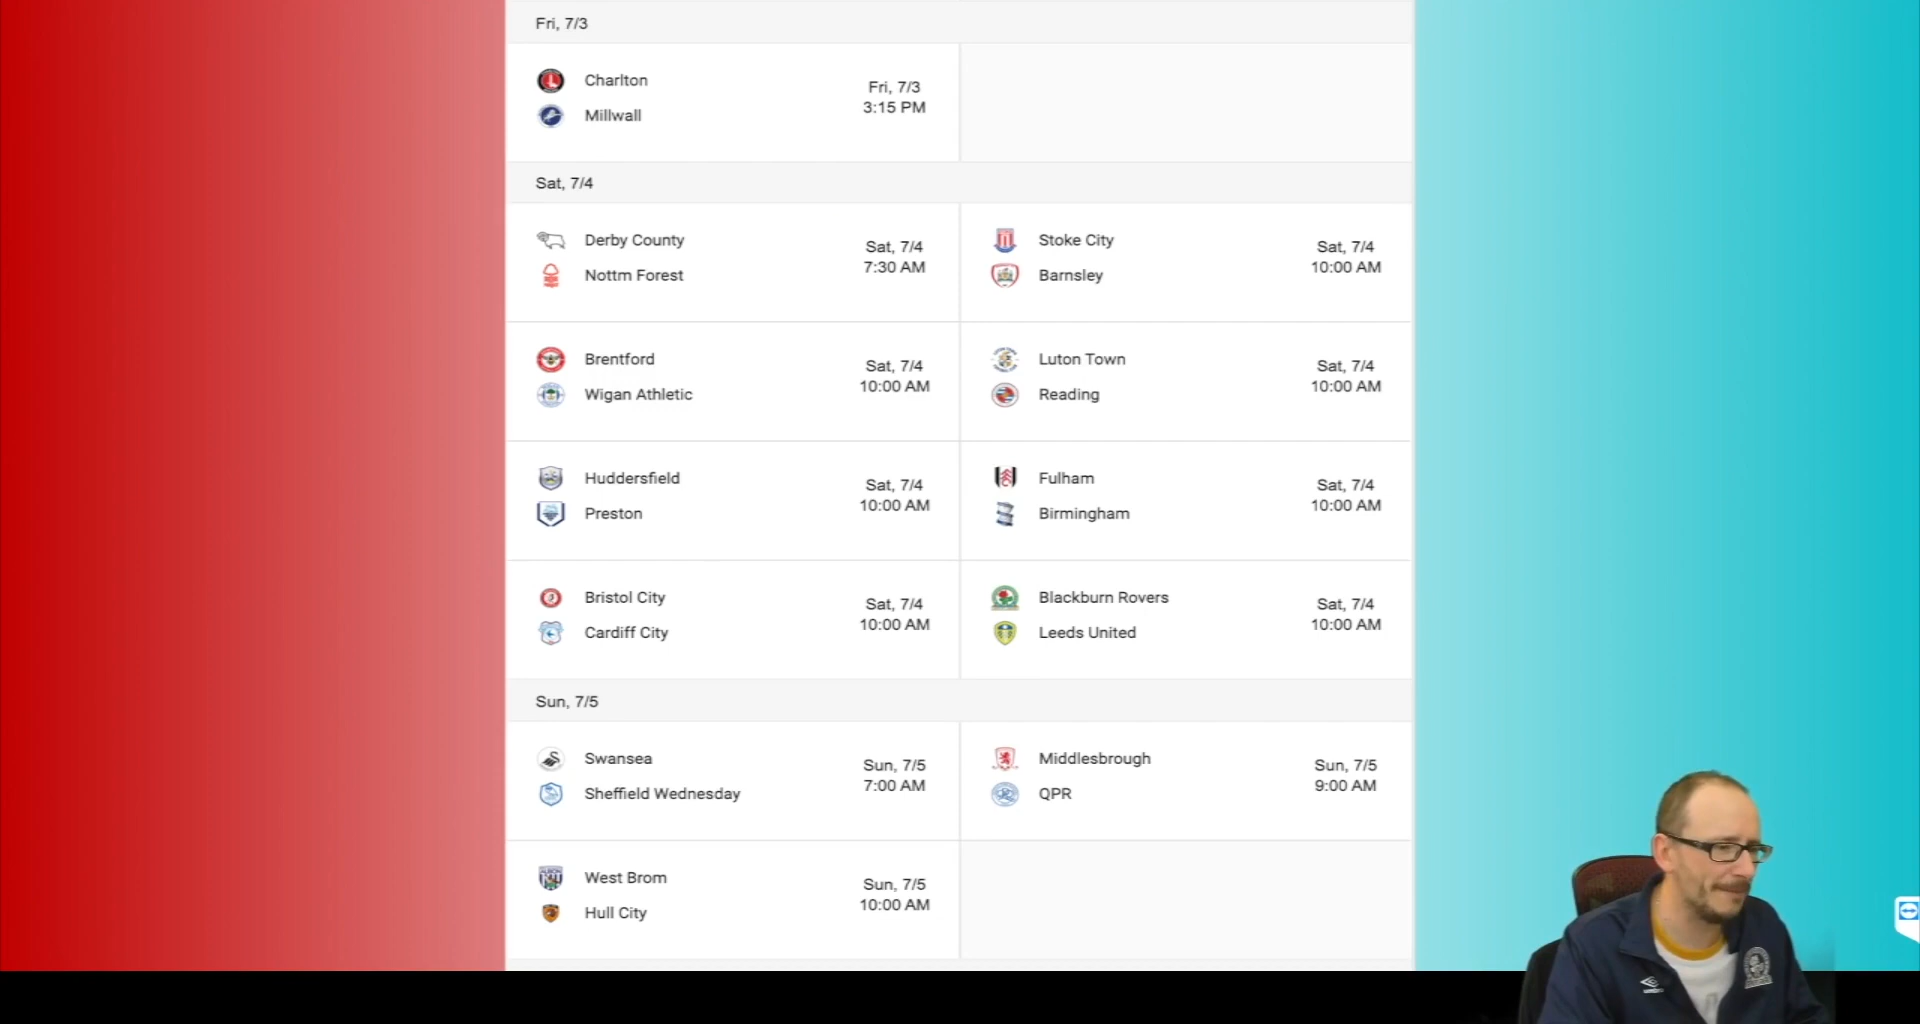 Fri, 7/3
Charlton
Millwall
Fri, 7/3
3:15 PM
Sat, 7/4
Derby County
Nottm Forest
Sat, 7/4
7:30 AM
Stoke City
Barnsley
Sat, 7/4
10:00 AM
Brentford
Wigan Athletic
Sat, 7/4
10:00 AM
Luton Town
Reading
Sat, 7/4
10:00 AM
Huddersfield
Preston
Sat, 7/4
10:00 AM
Fulham
Birmingham
Sat, 7/4
10:00 AM
Bristol City
Cardiff City
Sat, 7/4
10:00 AM
Blackburn Rovers
Leeds United
Sat, 7/4
10:00 AM
Sun, 7/5
Swansea
Sheffield Wednesday
Sun, 7/5
7:00 AM
Middlesbrough
QPR
Sun, 7/5
9:00 AM
West Brom
Hull City
Sun, 7/5
10:00 AM